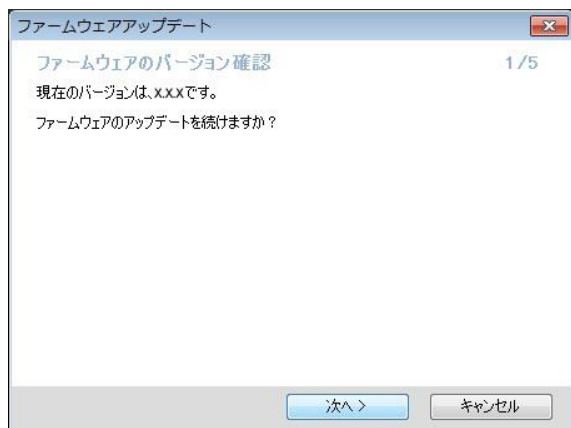 ファームウェアアップデート
ファームウェアのバージョン確認 1/5
現在のバージョンは、x.x.xです。
ファームウェアのアップデートを続けますか？
次へ > キャンセル